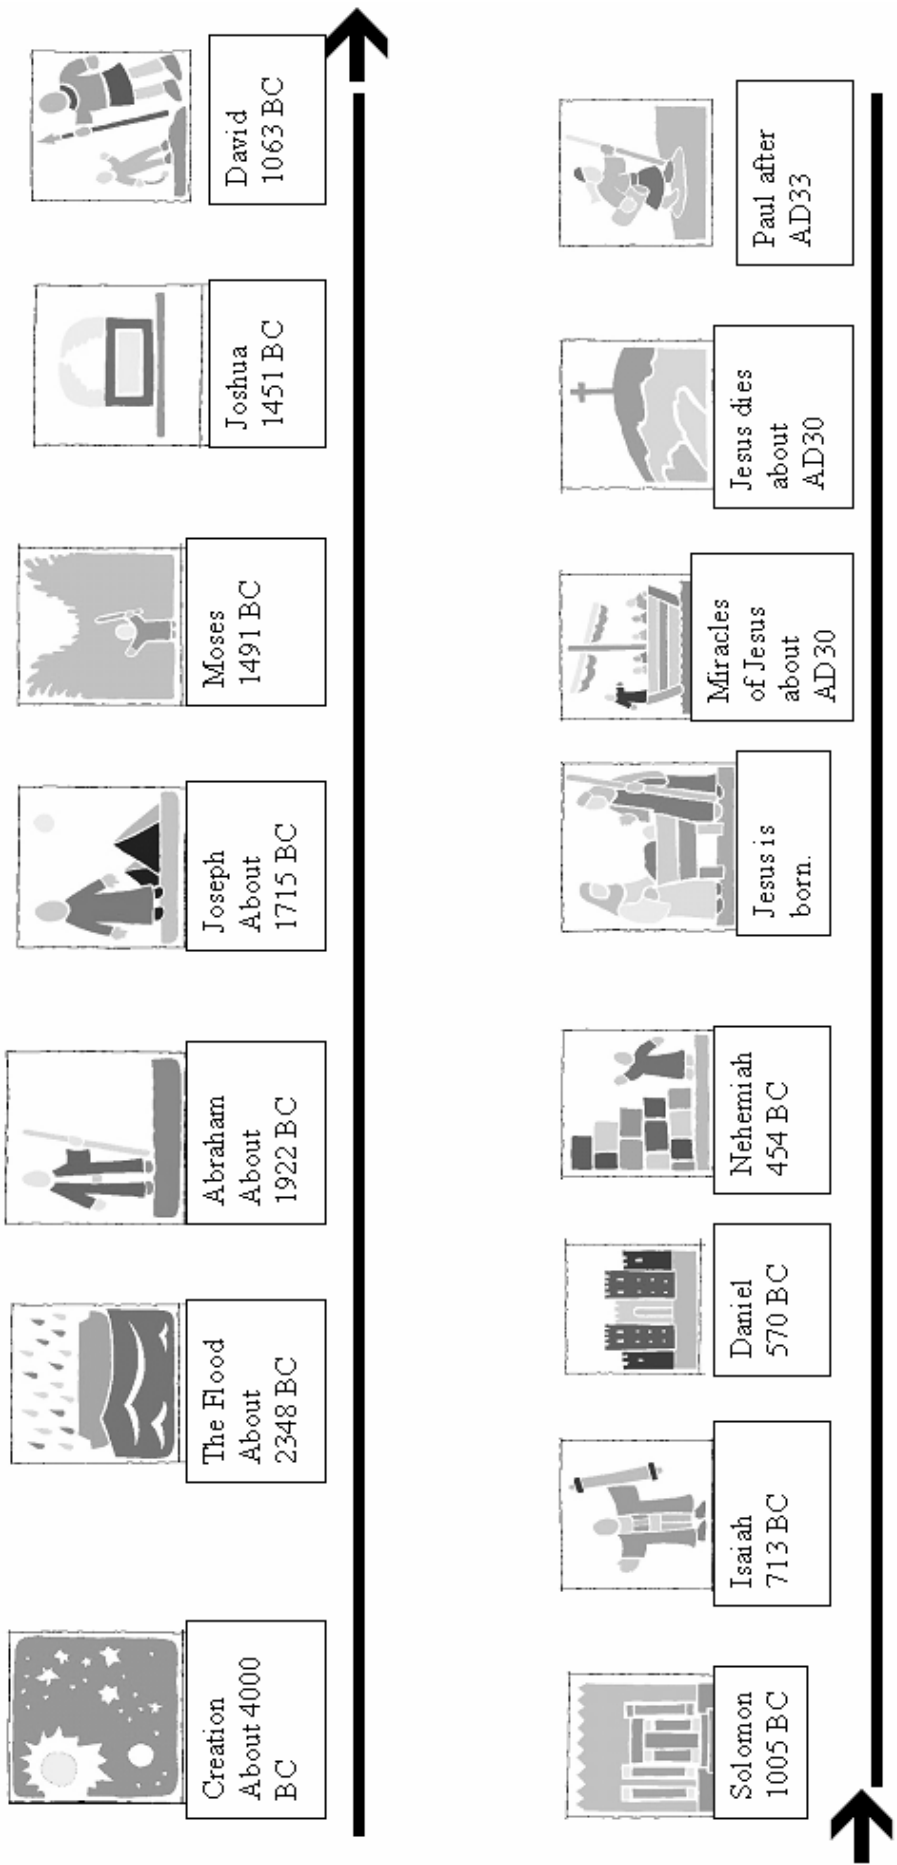 Creation
About 4000
BC
The Flood
About
2348 BC
Abraham
About
1922 BC
Joseph
About
1715 BC
Moses
1491 BC
Joshua
1451 BC
David
1063 BC
Solomon
1005 BC
Isaiah
713 BC
Daniel
570 BC
Nehemiah
454 BC
Jesus is
born.
Miracles
of Jesus
about
AD30
Jesus dies
about
AD30
Paul after
AD33